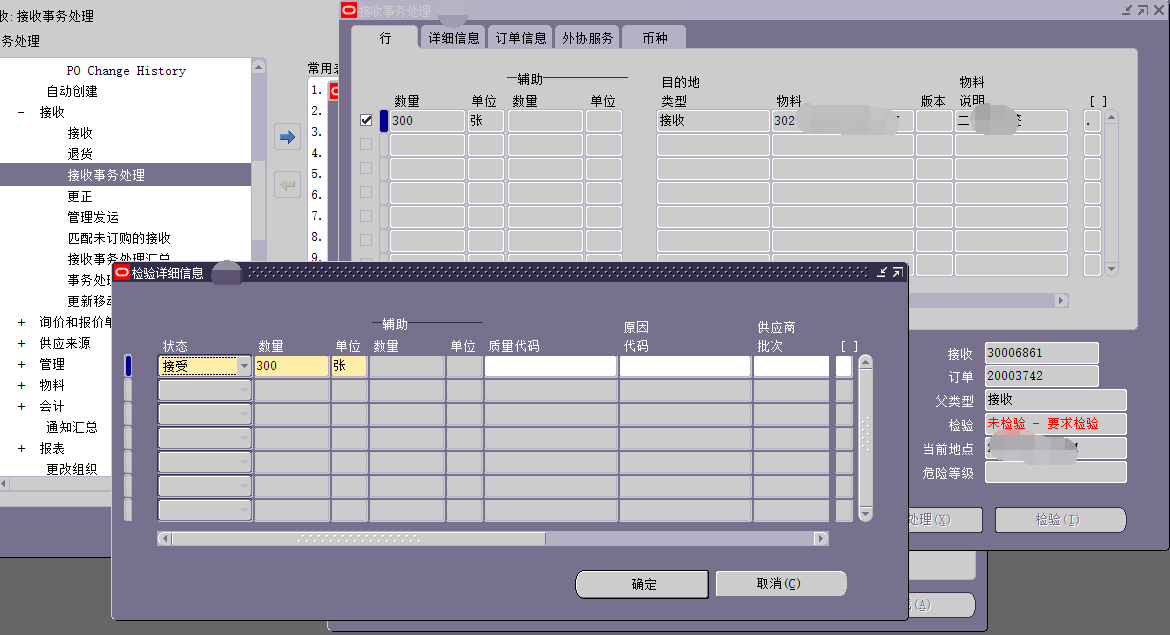 收: 接收事务处理
务处理
PO Change History
自动创建
− 接收
接收
退货
接收事务处理
更正
管理发运
匹配未订购的接收
接收事务处理汇总
事务处
更新移
+ 询价和报价单
+ 供应来源
+ 管理
+ 物料
+ 会计
通知汇总
+ 报表
更改组织
常用
1.
2.
3.
4.
5.
6.
7.
8.
9.
接收事务处理
行 详细信息 订单信息 外协服务 币种
辅助 目的地 物料
数量 单位 数量 单位 类型 物料 版本 说明 [ ]
300 张 接收 302 二 .
接收 30006861
订单 20003742
父类型 接收
检验 未检验 - 要求检验
当前地点
危险等级
处理(X) 检验(I)
(A)
检验详细信息
辅助 原因 供应商
状态 数量 单位 数量 单位 质量代码 代码 批次 [ ]
接受 300 张
确定 取消(C)